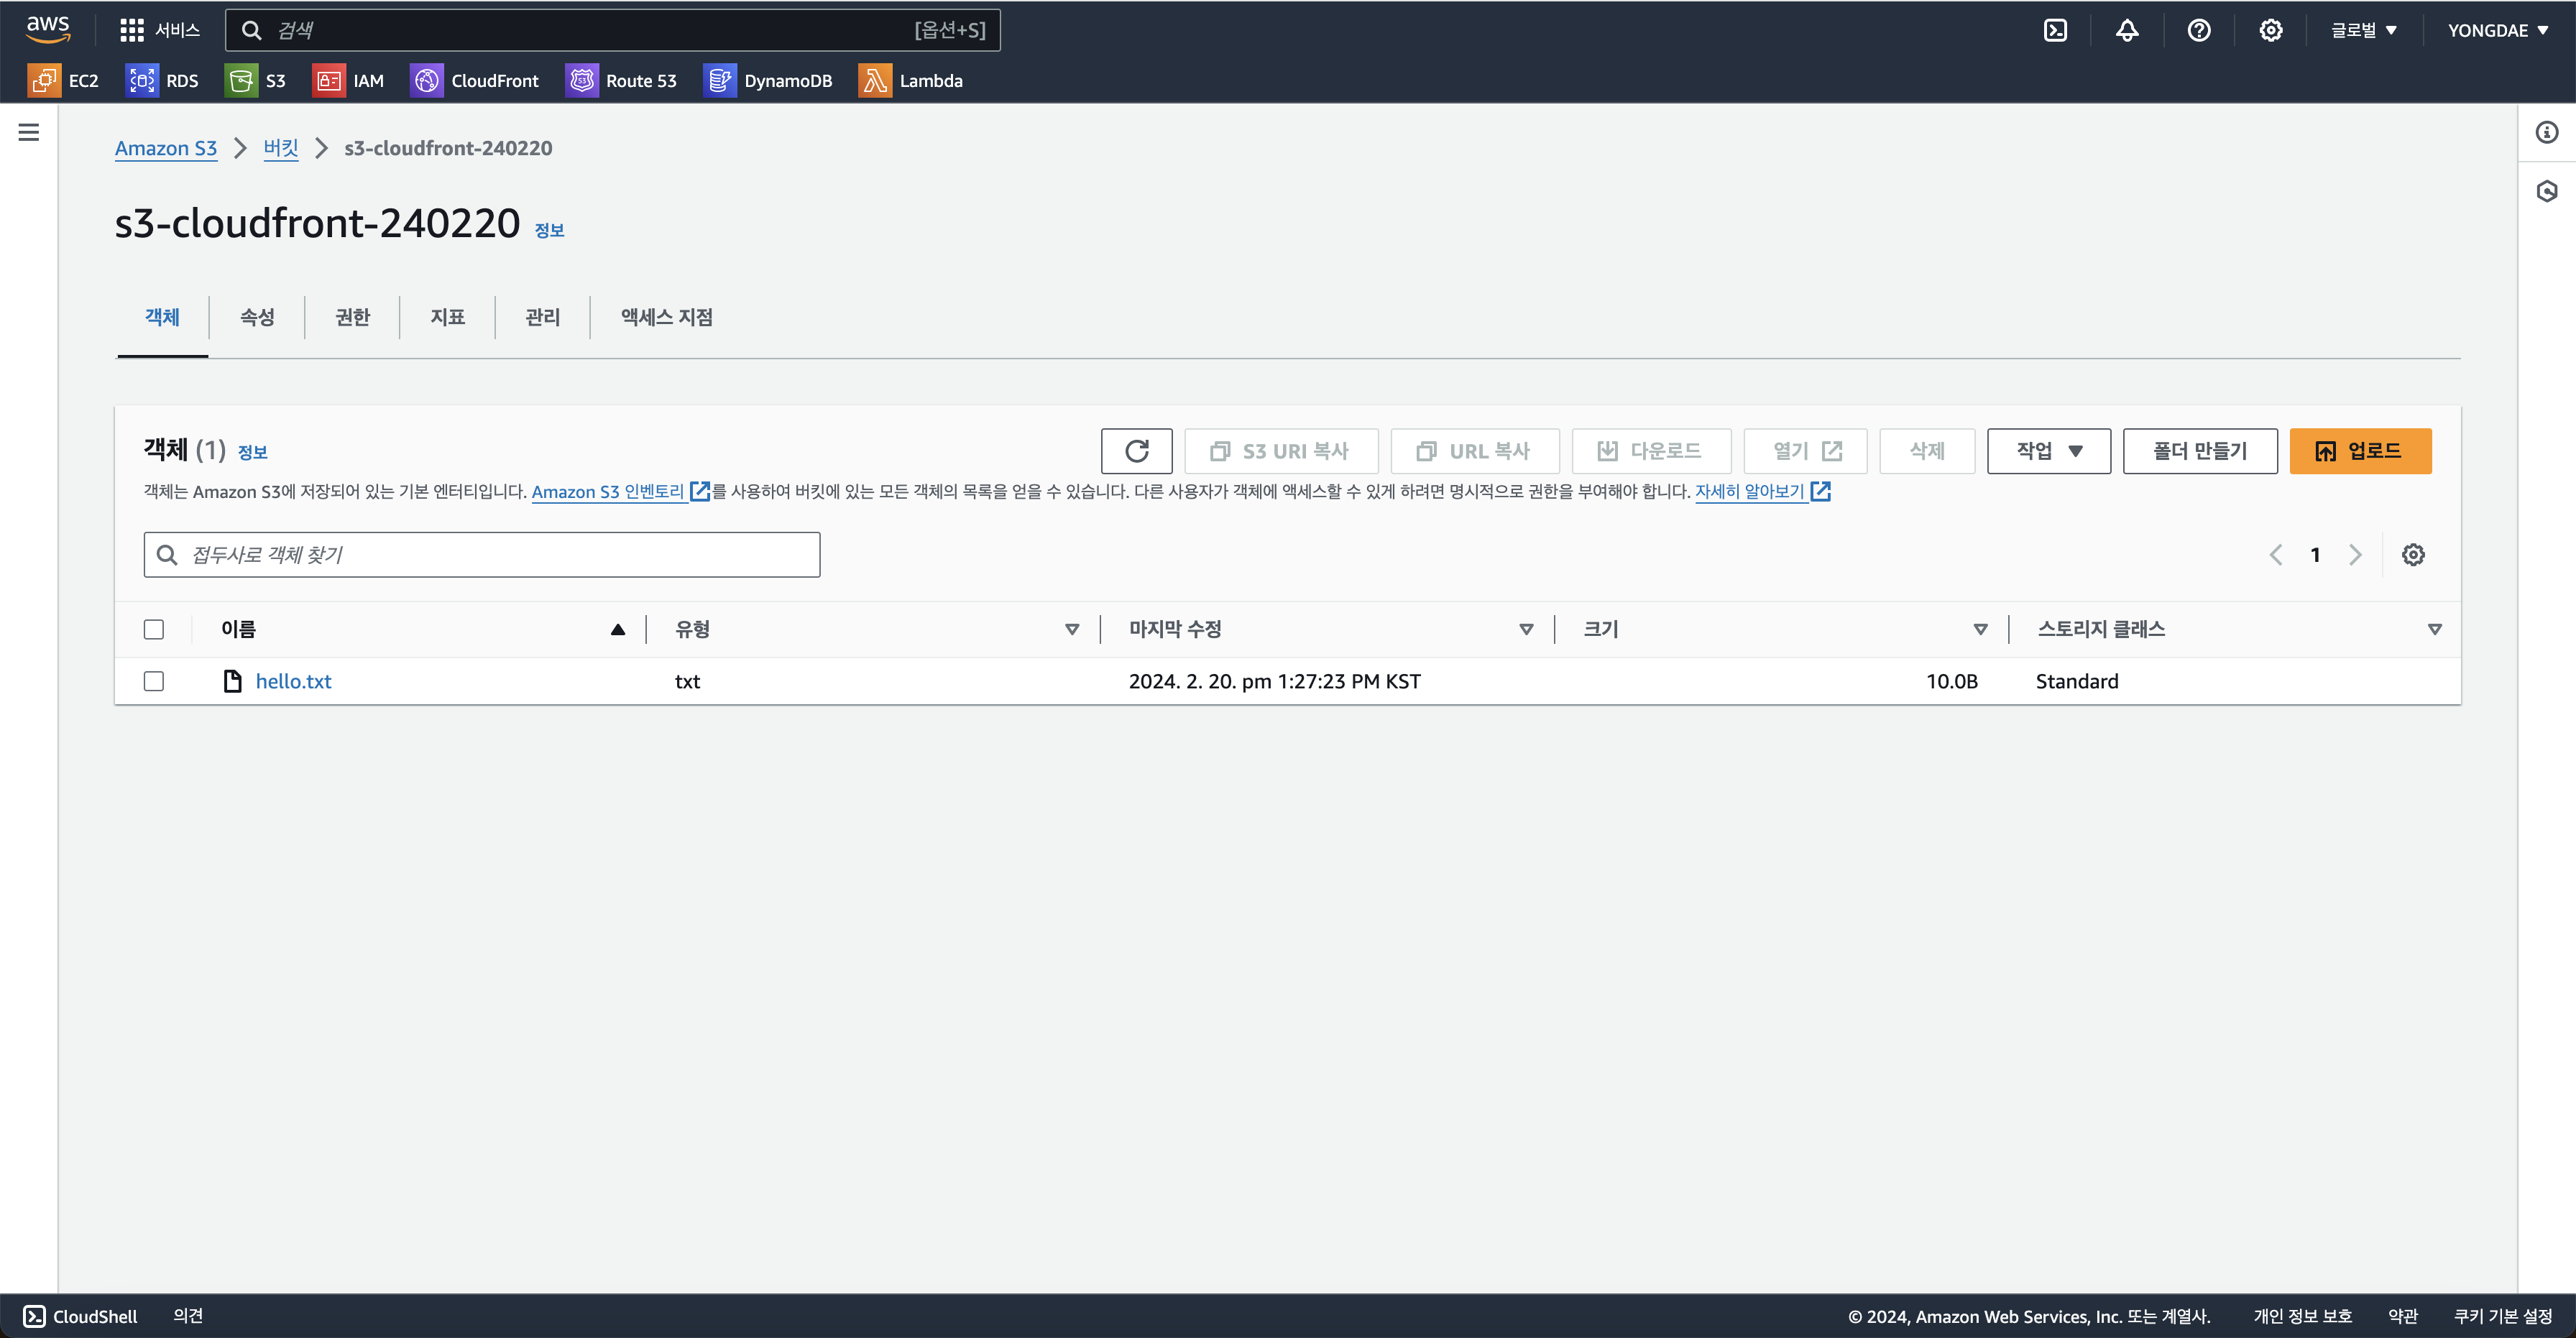 aws 서비스 검색 [옵션+S] 글로벌 YONGDAE
EC2 RDS S3 IAM CloudFront Route 53 DynamoDB Lambda
Amazon S3 버킷 s3-cloudfront-240220
s3-cloudfront-240220 정보
객체 속성 권한 지표 관리 액세스 지점
객체 (1) 정보 S3 URI 복사 URL 복사 다운로드 열기 삭제 작업 폴더 만들기 업로드
객체는 Amazon S3에 저장되어 있는 기본 엔터티입니다. Amazon S3 인벤토리 를 사용하여 버킷에 있는 모든 객체의 목록을 얻을 수 있습니다. 다른 사용자가 객체에 액세스할 수 있게 하려면 명시적으로 권한을 부여해야 합니다. 자세히 알아보기
접두사로 객체 찾기 1
이름 유형 마지막 수정 크기 스토리지 클래스
hello.txt txt 2024. 2. 20. pm 1:27:23 PM KST 10.0B Standard
CloudShell 의견 © 2024, Amazon Web Services, Inc. 또는 계열사. 개인 정보 보호 약관 쿠키 기본 설정